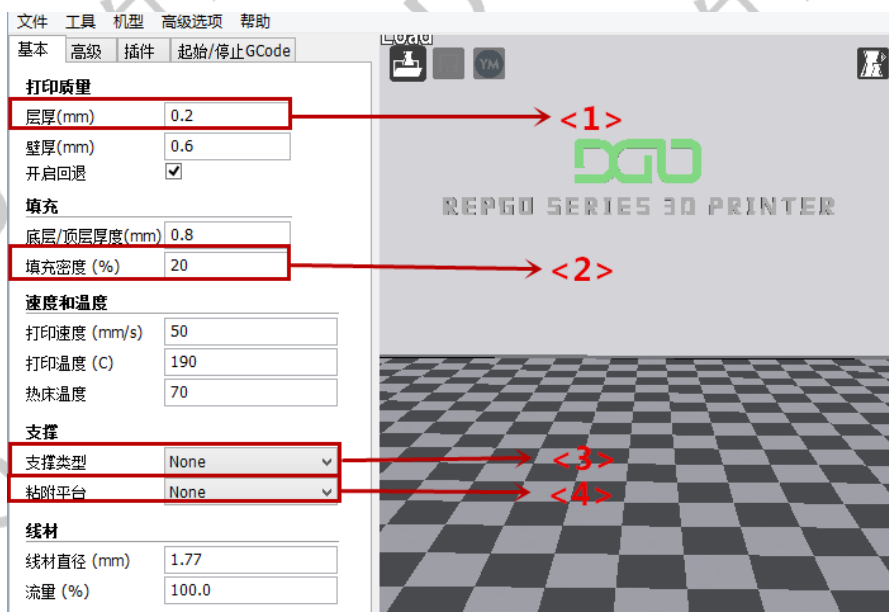 文件 工具 机型 高级选项 帮助
基本 高级 插件 起始/停止GCode
Load
YM
打印质量
层厚(mm) 0.2 <1>
壁厚(mm) 0.6
开启回退
REPGO SERIES 3D PRINTER
填充
底层/顶层厚度(mm) 0.8
填充密度 (%) 20 <2>
速度和温度
打印速度 (mm/s) 50
打印温度 (C) 190
热床温度 70
支撑
支撑类型 None <3>
粘附平台 None <4>
线材
线材直径 (mm) 1.77
流量 (%) 100.0